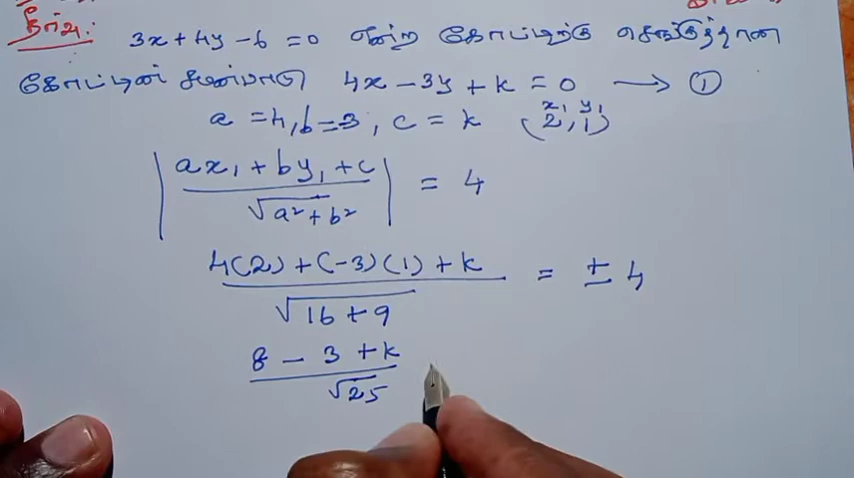 தீர்வு:
3x + 4y - 6 = 0 என்ற கோட்டிற்கு செங்குத்தான
கோட்டின் சமன்பாடு 4x - 3y + k = 0 ⟶ ①
a = 4, b = -3, c = k (2, 1) x₁ y₁
| (ax₁ + by₁ + c) / √(a² + b²) | = 4
(4(2) + (-3)(1) + k) / √(16 + 9) = ± 4
(8 - 3 + k) / √25